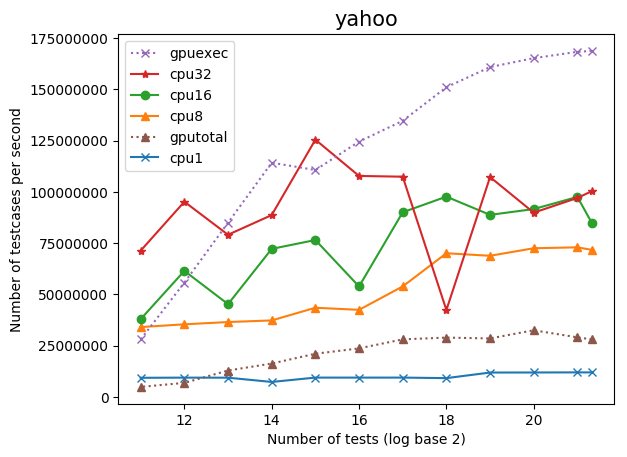 yahoo
175000000
150000000
125000000
100000000
75000000
50000000
25000000
0
Number of testcases per second
gpuexec
cpu32
cpu16
cpu8
gputotal
cpu1
12 14 16 18 20
Number of tests (log base 2)